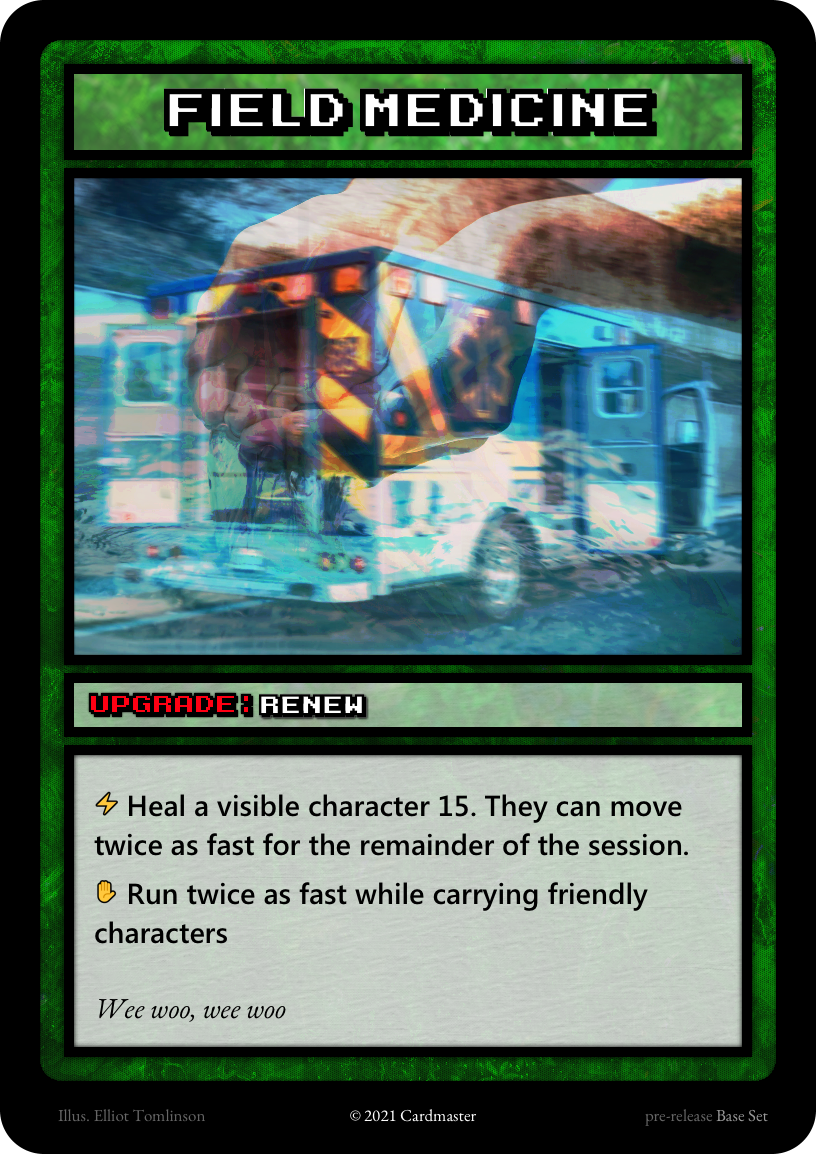 FIELD MEDICINE
UPGRADE: RENEW
⚡ Heal a visible character 15. They can move
twice as fast for the remainder of the session.
✋ Run twice as fast while carrying friendly
characters
Wee woo, wee woo
Illus. Elliot Tomlinson © 2021 Cardmaster pre-release Base Set